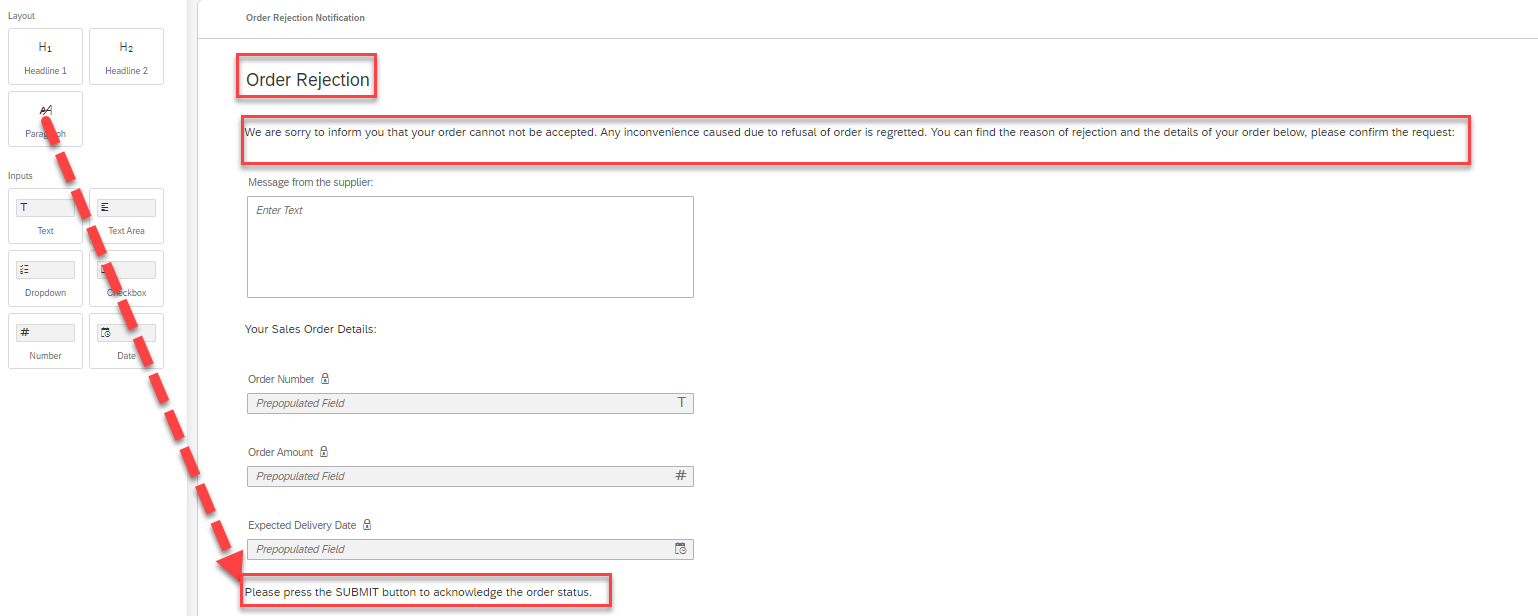 Layout
H1
H2
Headline 1
Headline 2
Paragraph
Inputs
T
Text
Text Area
Dropdown
Checkbox
#
Number
Date
Order Rejection Notification
Order Rejection
We are sorry to inform you that your order cannot not be accepted. Any inconvenience caused due to refusal of order is regretted. You can find the reason of rejection and the details of your order below, please confirm the request:
Message from the supplier:
Enter Text
Your Sales Order Details:
Order Number
Prepopulated Field T
Order Amount
Prepopulated Field #
Expected Delivery Date
Prepopulated Field
Please press the SUBMIT button to acknowledge the order status.